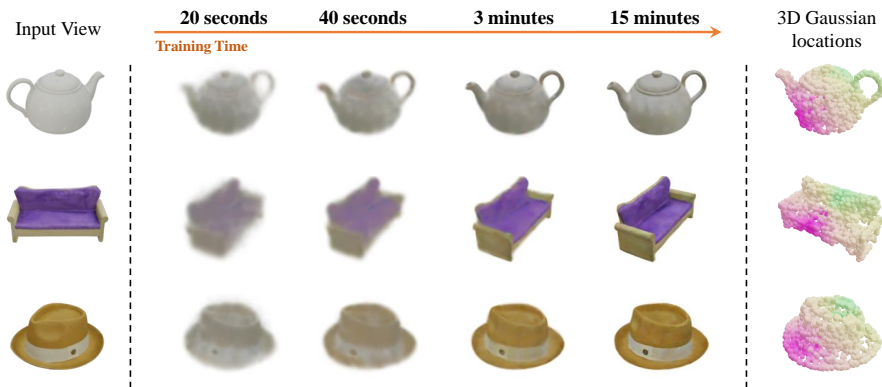 Input View
20 seconds
40 seconds
3 minutes
15 minutes
Training Time
3D Gaussian
locations